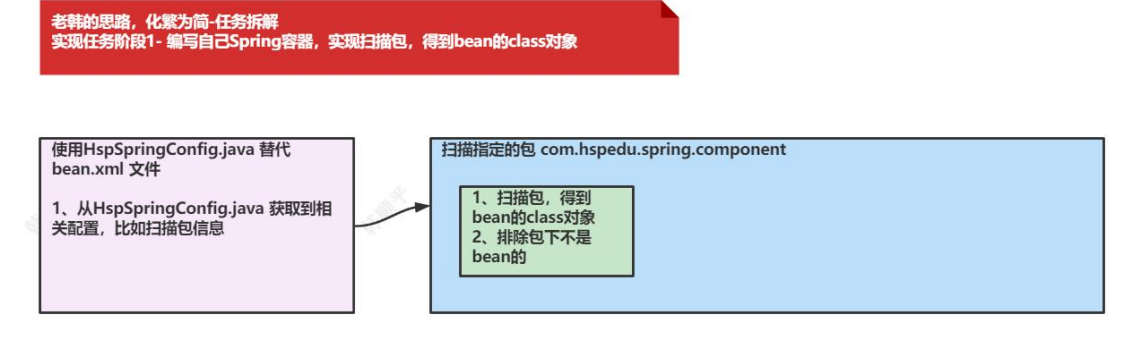 老韩的思路，化繁为简-任务拆解
实现任务阶段1- 编写自己Spring容器，实现扫描包，得到bean的class对象
使用HspSpringConfig.java 替代
bean.xml 文件
1、从HspSpringConfig.java 获取到相
关配置，比如扫描包信息
扫描指定的包 com.hspedu.spring.component
1、扫描包，得到
bean的class对象
2、排除包下不是
bean的